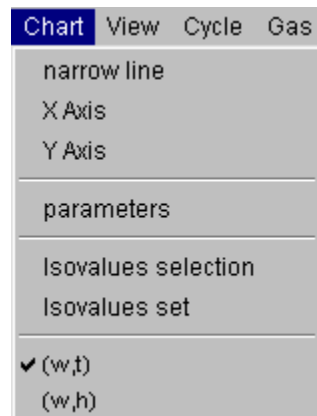 Chart View Cycle Gas
narrow line
X Axis
Y Axis
parameters
Isovalues selection
Isovalues set
(w,t)
(w,h)